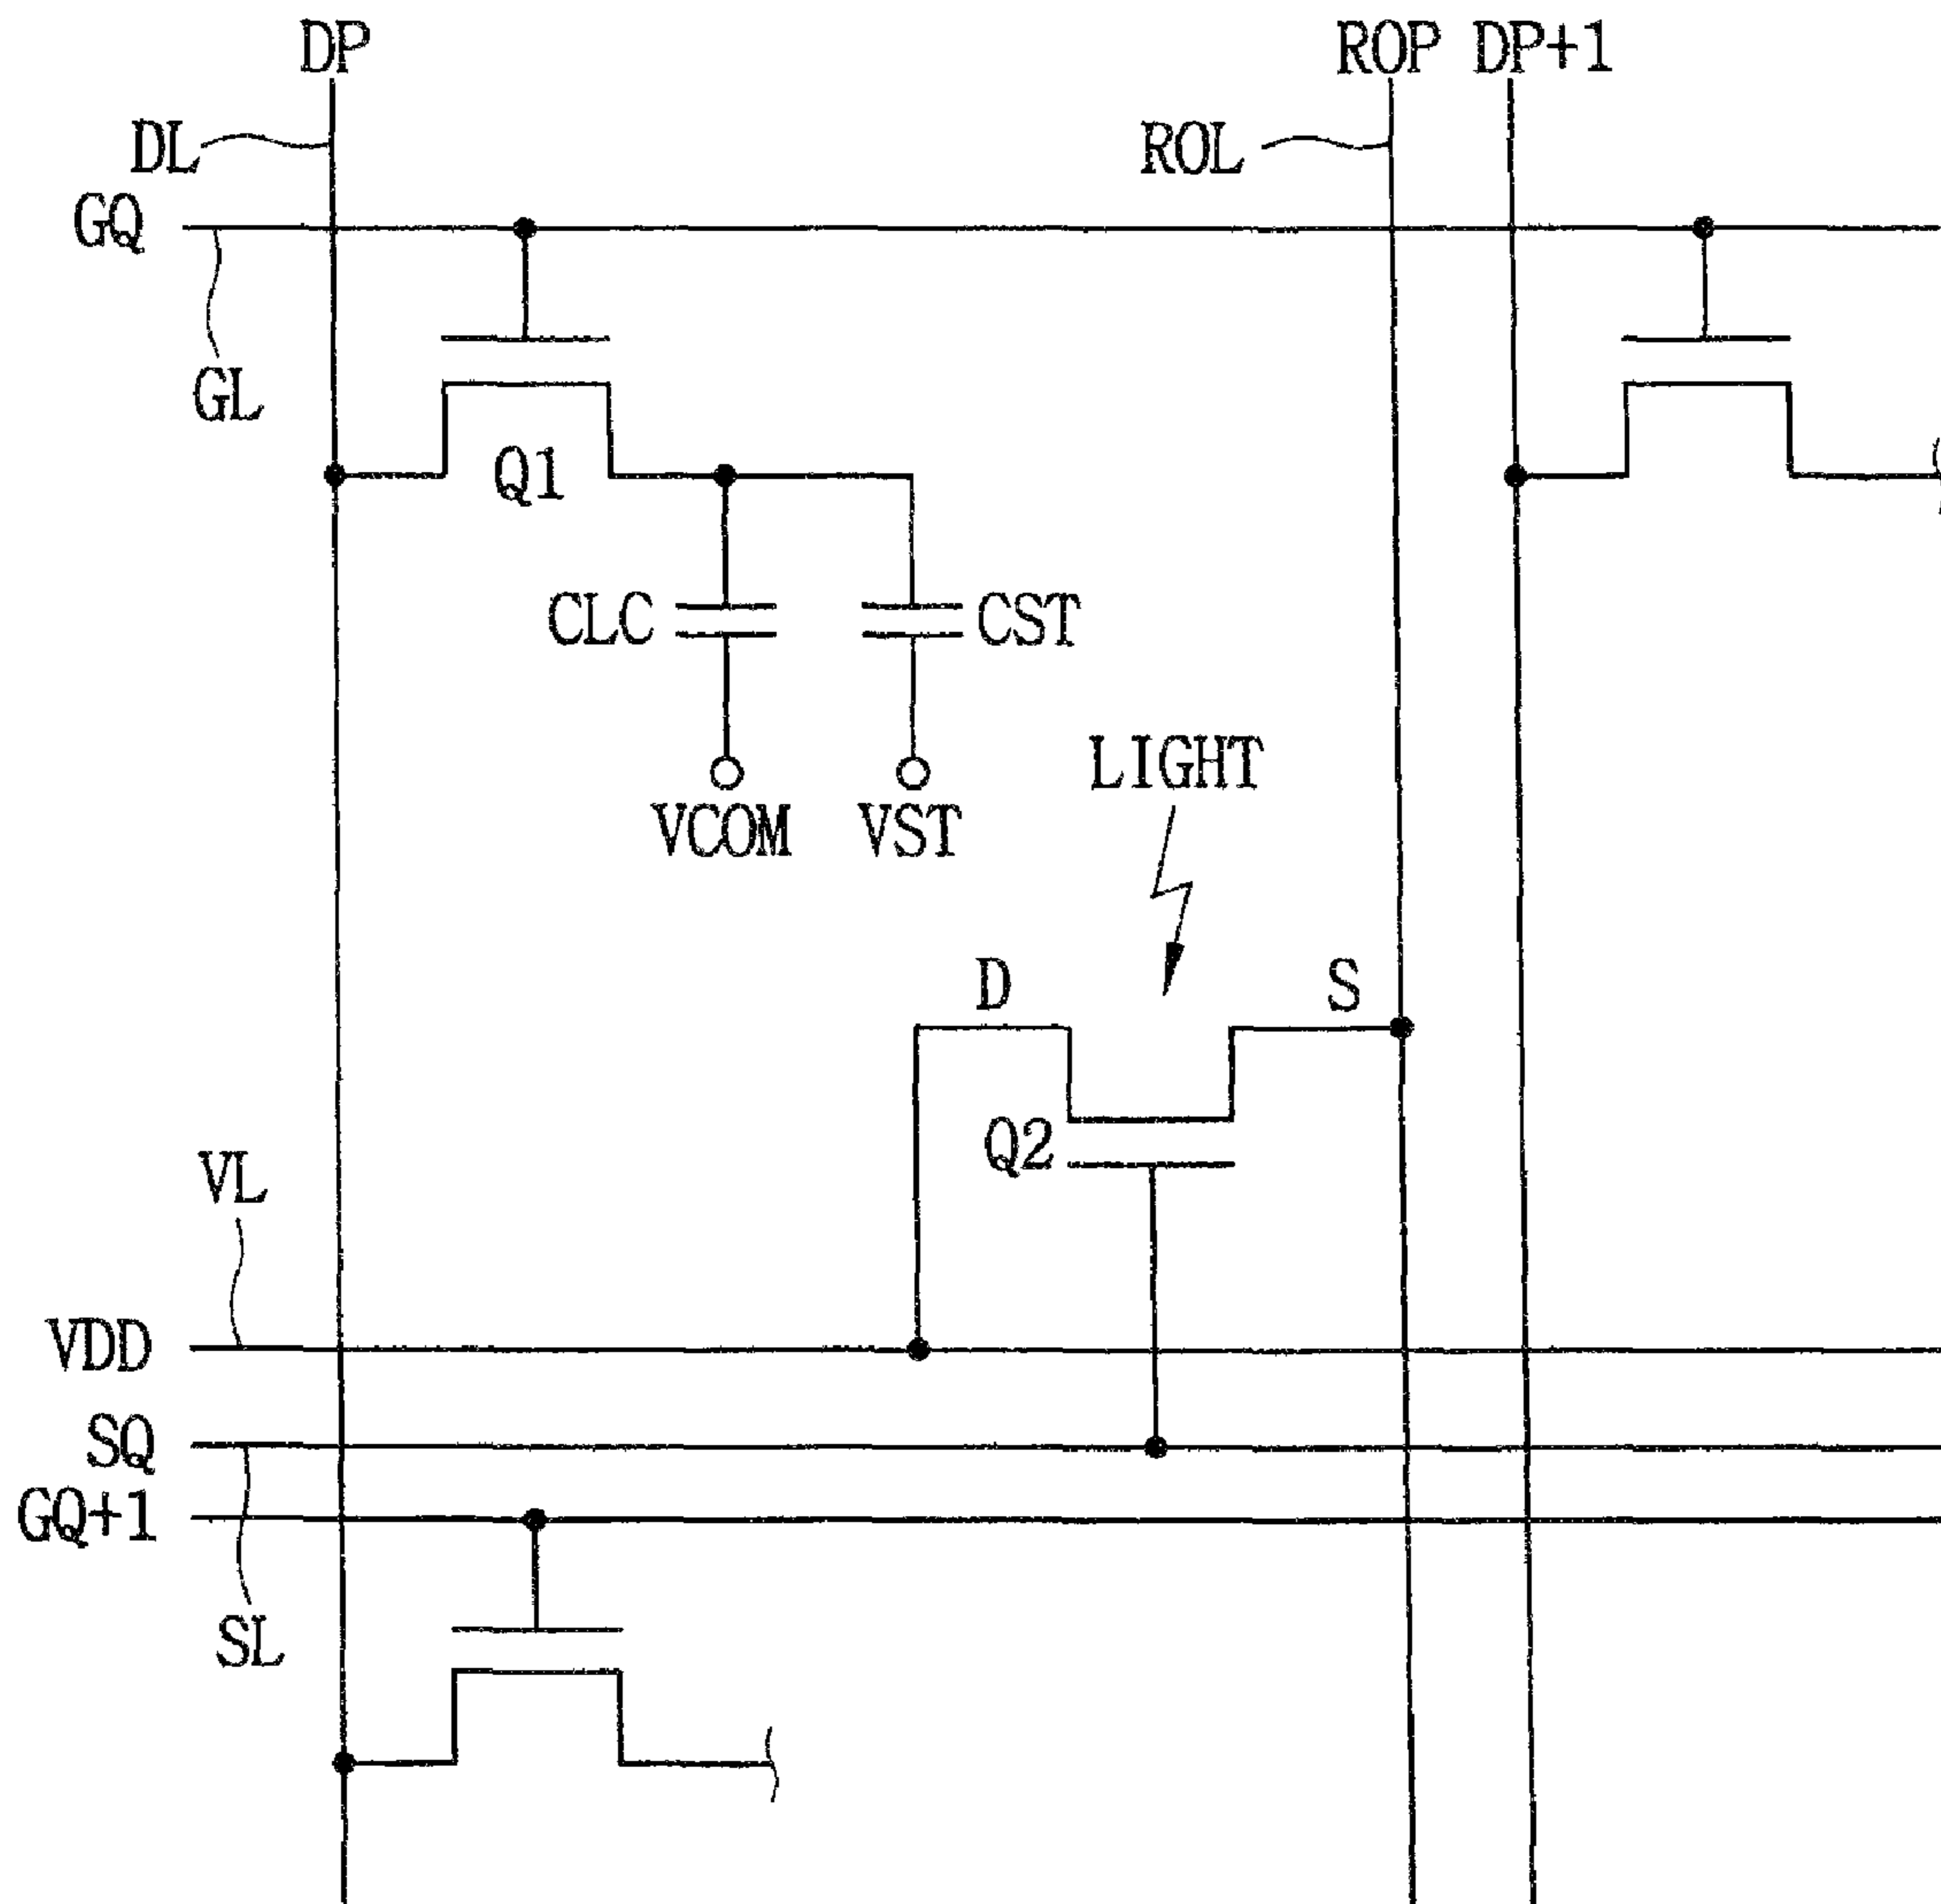 DP
ROP
DP+1
DL
ROL
GQ
GL
Q1
CLC
CST
LIGHT
VCOM
VST
D
S
Q2
VL
VDD
SQ
GQ+1
SL